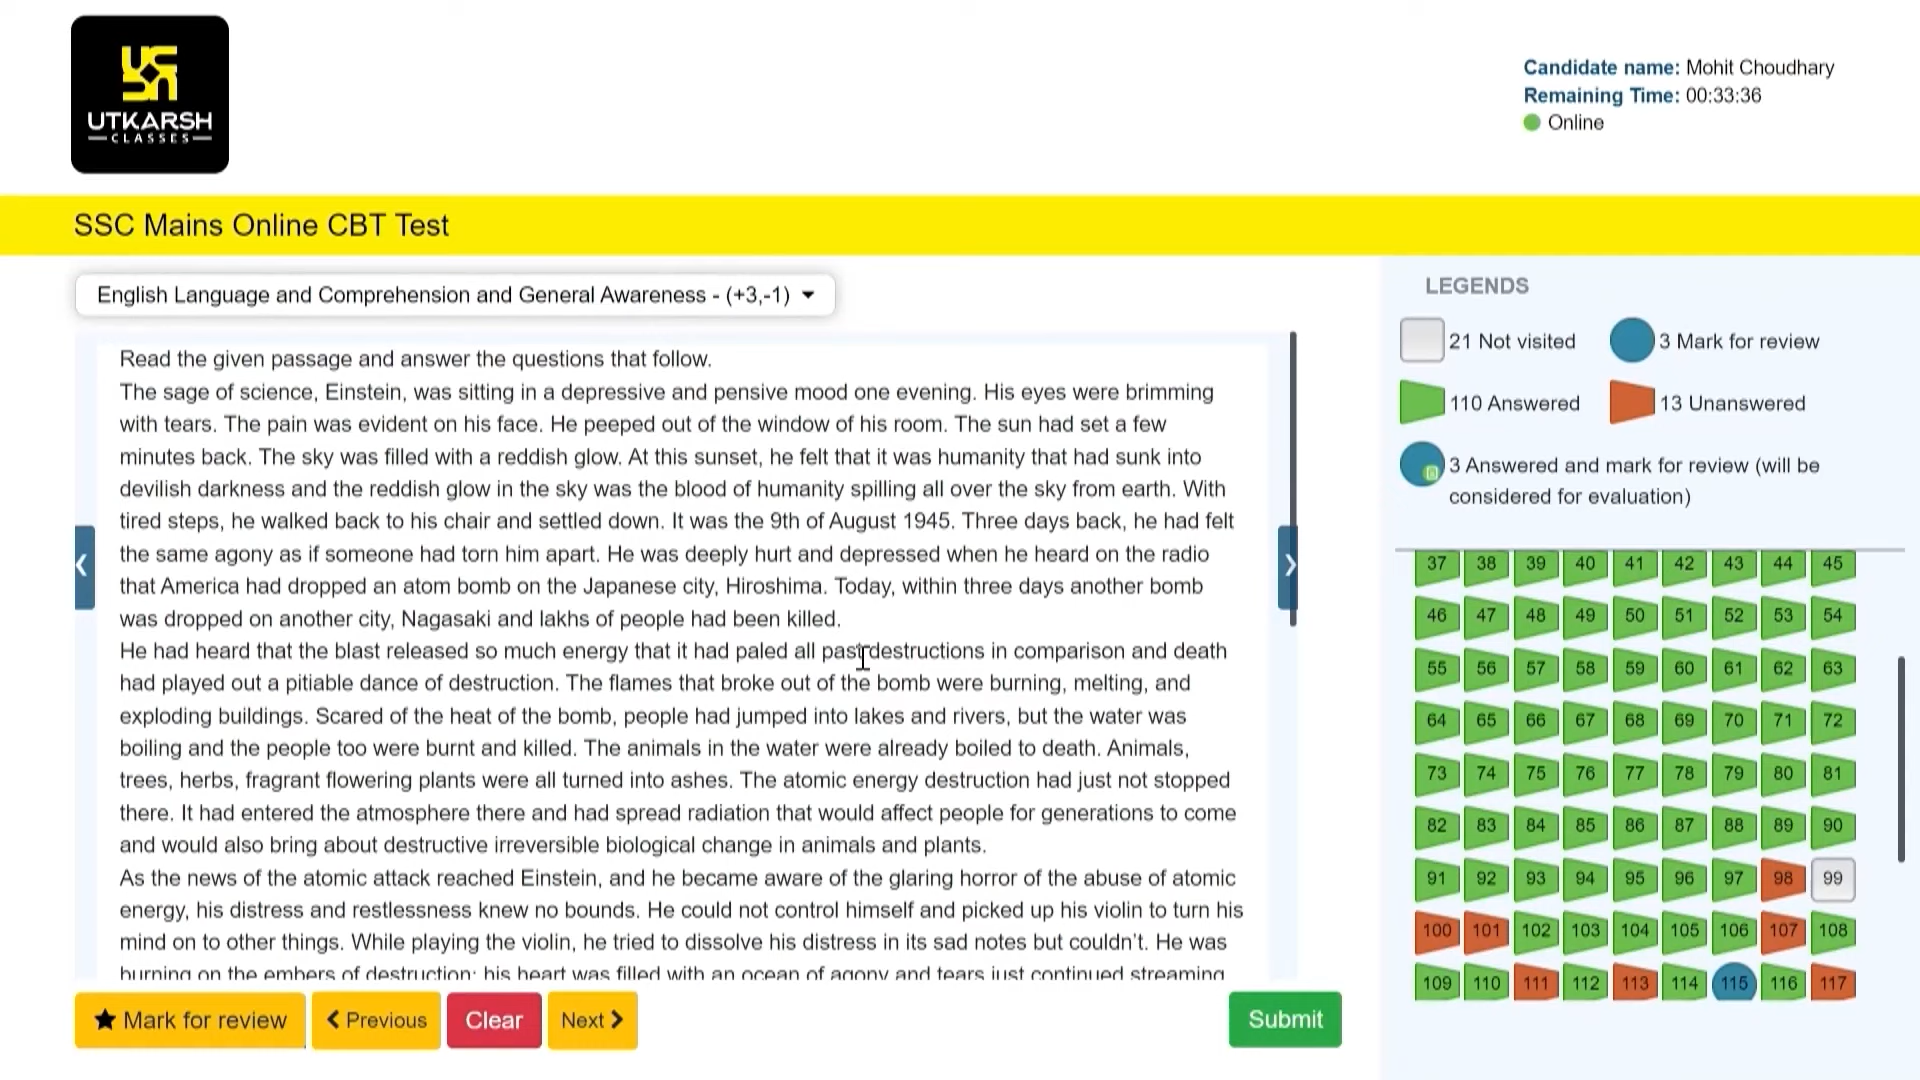 UTKARSH
CLASSES
Candidate name: Mohit Choudhary
Remaining Time: 00:33:36
Online
SSC Mains Online CBT Test
English Language and Comprehension and General Awareness - (+3,-1)
Read the given passage and answer the questions that follow.
The sage of science, Einstein, was sitting in a depressive and pensive mood one evening. His eyes were brimming
with tears. The pain was evident on his face. He peeped out of the window of his room. The sun had set a few
minutes back. The sky was filled with a reddish glow. At this sunset, he felt that it was humanity that had sunk into
devilish darkness and the reddish glow in the sky was the blood of humanity spilling all over the sky from earth. With
tired steps, he walked back to his chair and settled down. It was the 9th of August 1945. Three days back, he had felt
the same agony as if someone had torn him apart. He was deeply hurt and depressed when he heard on the radio
that America had dropped an atom bomb on the Japanese city, Hiroshima. Today, within three days another bomb
was dropped on another city, Nagasaki and lakhs of people had been killed.
He had heard that the blast released so much energy that it had paled all past destructions in comparison and death
had played out a pitiable dance of destruction. The flames that broke out of the bomb were burning, melting, and
exploding buildings. Scared of the heat of the bomb, people had jumped into lakes and rivers, but the water was
boiling and the people too were burnt and killed. The animals in the water were already boiled to death. Animals,
trees, herbs, fragrant flowering plants were all turned into ashes. The atomic energy destruction had just not stopped
there. It had entered the atmosphere there and had spread radiation that would affect people for generations to come
and would also bring about destructive irreversible biological change in animals and plants.
As the news of the atomic attack reached Einstein, and he became aware of the glaring horror of the abuse of atomic
energy, his distress and restlessness knew no bounds. He could not control himself and picked up his violin to turn his
mind on to other things. While playing the violin, he tried to dissolve his distress in its sad notes but couldn't. He was
burning on the embers of destruction; his heart was filled with an ocean of agony and tears just continued streaming
Mark for review
Previous
Clear
Next
Submit
LEGENDS
21 Not visited
3 Mark for review
110 Answered
13 Unanswered
3 Answered and mark for review (will be
considered for evaluation)
37 38 39 40 41 42 43 44 45
46 47 48 49 50 51 52 53 54
55 56 57 58 59 60 61 62 63
64 65 66 67 68 69 70 71 72
73 74 75 76 77 78 79 80 81
82 83 84 85 86 87 88 89 90
91 92 93 94 95 96 97 98 99
100 101 102 103 104 105 106 107 108
109 110 111 112 113 114 115 116 117